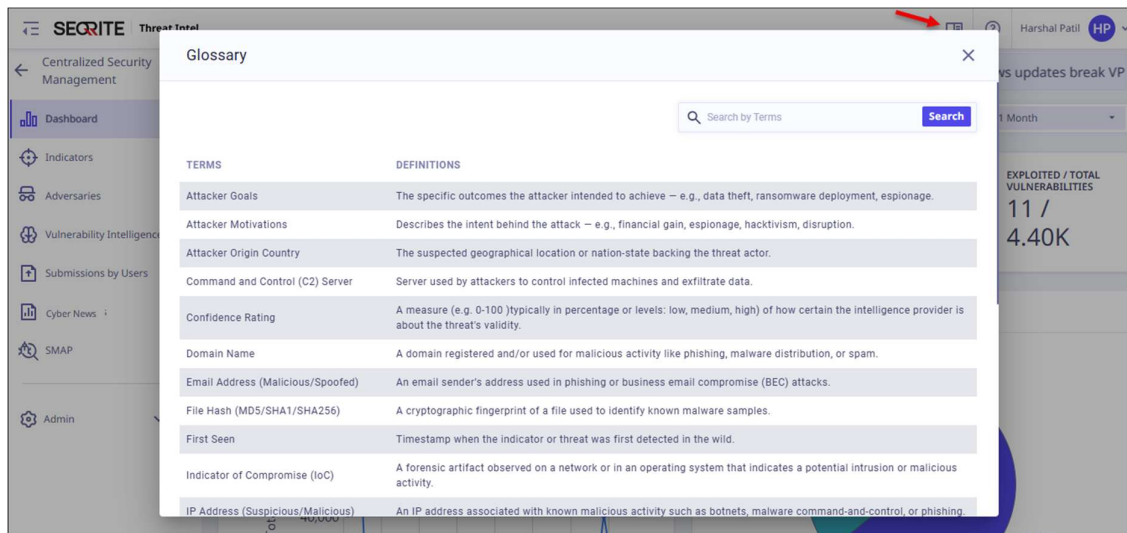 SEQRITE Threat Intel
Harshal Patil HP
Centralized Security
Management
Dashboard
Indicators
Adversaries
Vulnerability Intelligence
Submissions by Users
Cyber News
SMAP
Admin
Glossary
Search by Terms Search
TERMS DEFINITIONS
Attacker Goals The specific outcomes the attacker intended to achieve — e.g., data theft, ransomware deployment, espionage.
Attacker Motivations Describes the intent behind the attack — e.g., financial gain, espionage, hacktivism, disruption.
Attacker Origin Country The suspected geographical location or nation-state backing the threat actor.
Command and Control (C2) Server Server used by attackers to control infected machines and exfiltrate data.
Confidence Rating A measure (e.g. 0-100 )typically in percentage or levels: low, medium, high) of how certain the intelligence provider is
about the threat's validity.
Domain Name A domain registered and/or used for malicious activity like phishing, malware distribution, or spam.
Email Address (Malicious/Spoofed) An email sender's address used in phishing or business email compromise (BEC) attacks.
File Hash (MD5/SHA1/SHA256) A cryptographic fingerprint of a file used to identify known malware samples.
First Seen Timestamp when the indicator or threat was first detected in the wild.
Indicator of Compromise (IoC) A forensic artifact observed on a network or in an operating system that indicates a potential intrusion or malicious
activity.
IP Address (Suspicious/Malicious) An IP address associated with known malicious activity such as botnets, malware command-and-control, or phishing.
ws updates break VP
1 Month
EXPLOITED / TOTAL
VULNERABILITIES
11 /
4.40K
40,000